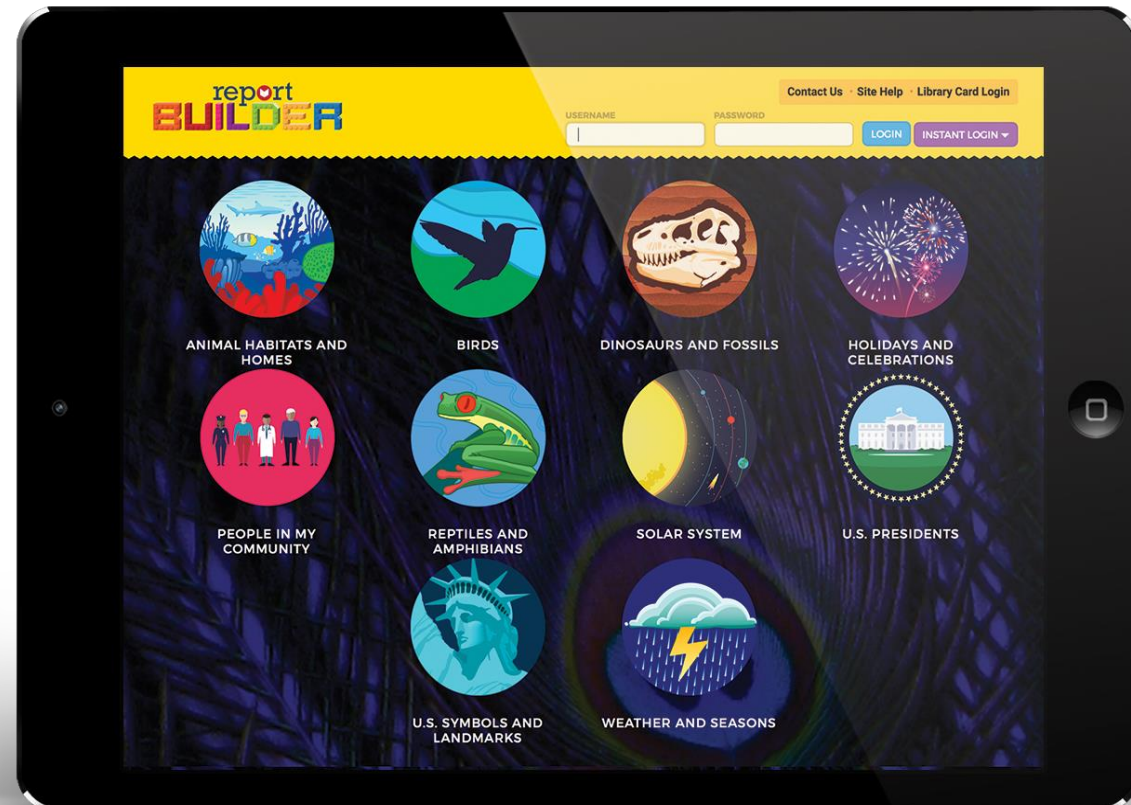 report
BUILDER
Contact Us · Site Help · Library Card Login
USERNAME
PASSWORD
LOGIN
INSTANT LOGIN
ANIMAL HABITATS AND
HOMES
BIRDS
DINOSAURS AND FOSSILS
HOLIDAYS AND
CELEBRATIONS
PEOPLE IN MY
COMMUNITY
REPTILES AND
AMPHIBIANS
SOLAR SYSTEM
U.S. PRESIDENTS
U.S. SYMBOLS AND
LANDMARKS
WEATHER AND SEASONS